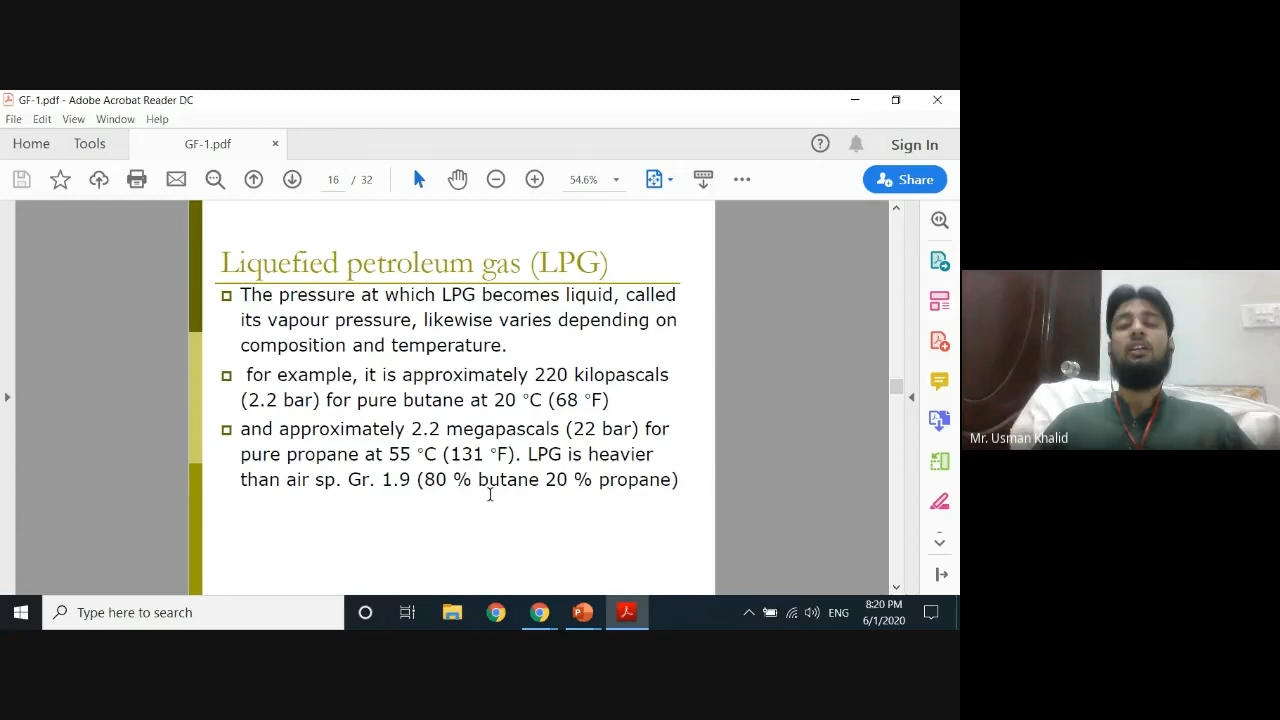 GF-1.pdf - Adobe Acrobat Reader DC
File Edit View Window Help
Home Tools GF-1.pdf × Sign In
16 / 32 54.6% Share
Liquefied petroleum gas (LPG)
The pressure at which LPG becomes liquid, called
its vapour pressure, likewise varies depending on
composition and temperature.
for example, it is approximately 220 kilopascals
(2.2 bar) for pure butane at 20 °C (68 °F)
and approximately 2.2 megapascals (22 bar) for
pure propane at 55 °C (131 °F). LPG is heavier
than air sp. Gr. 1.9 (80 % butane 20 % propane)
Mr. Usman Khalid
Type here to search
ENG
8:20 PM
6/1/2020